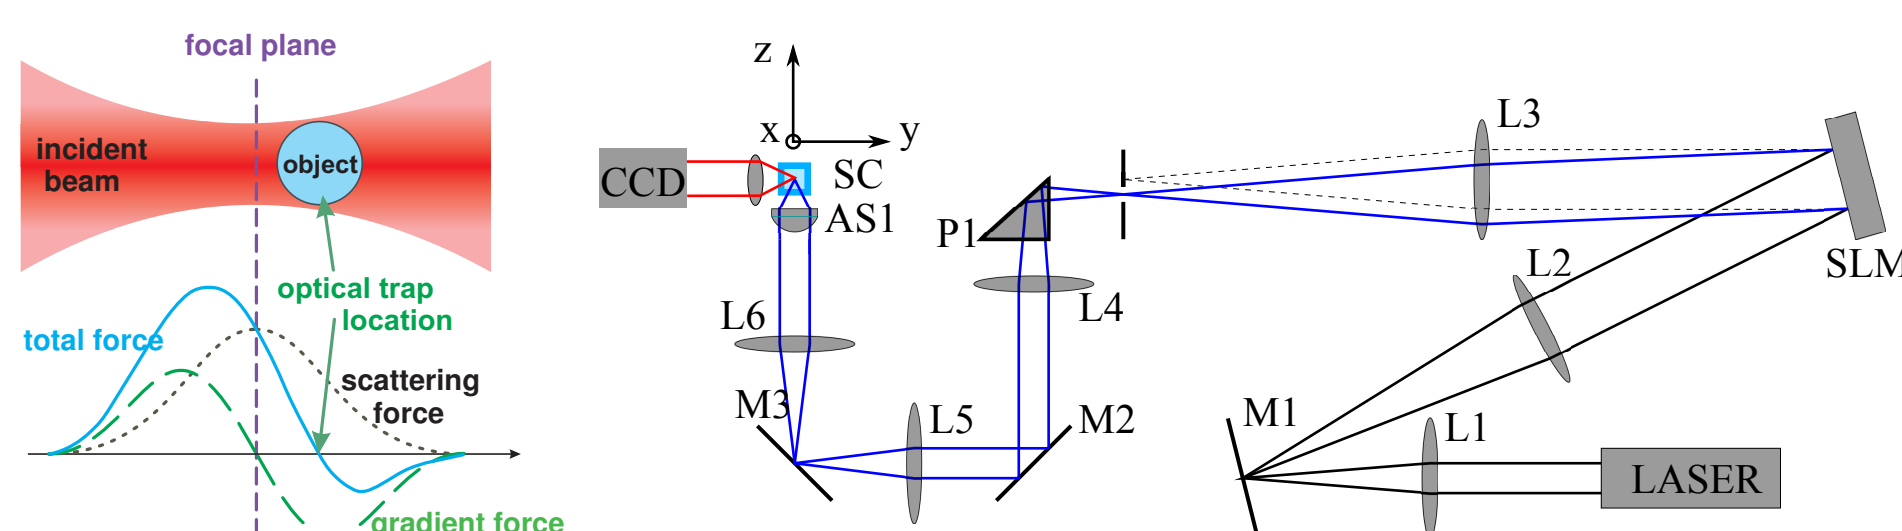 focal plane
incident
beam
object
optical trap
location
total force
scattering
force
gradient force
z
x
y
CCD
SC
AS1
P1
L3
SLM
L2
L4
L6
M3
L5
M2
M1
L1
LASER